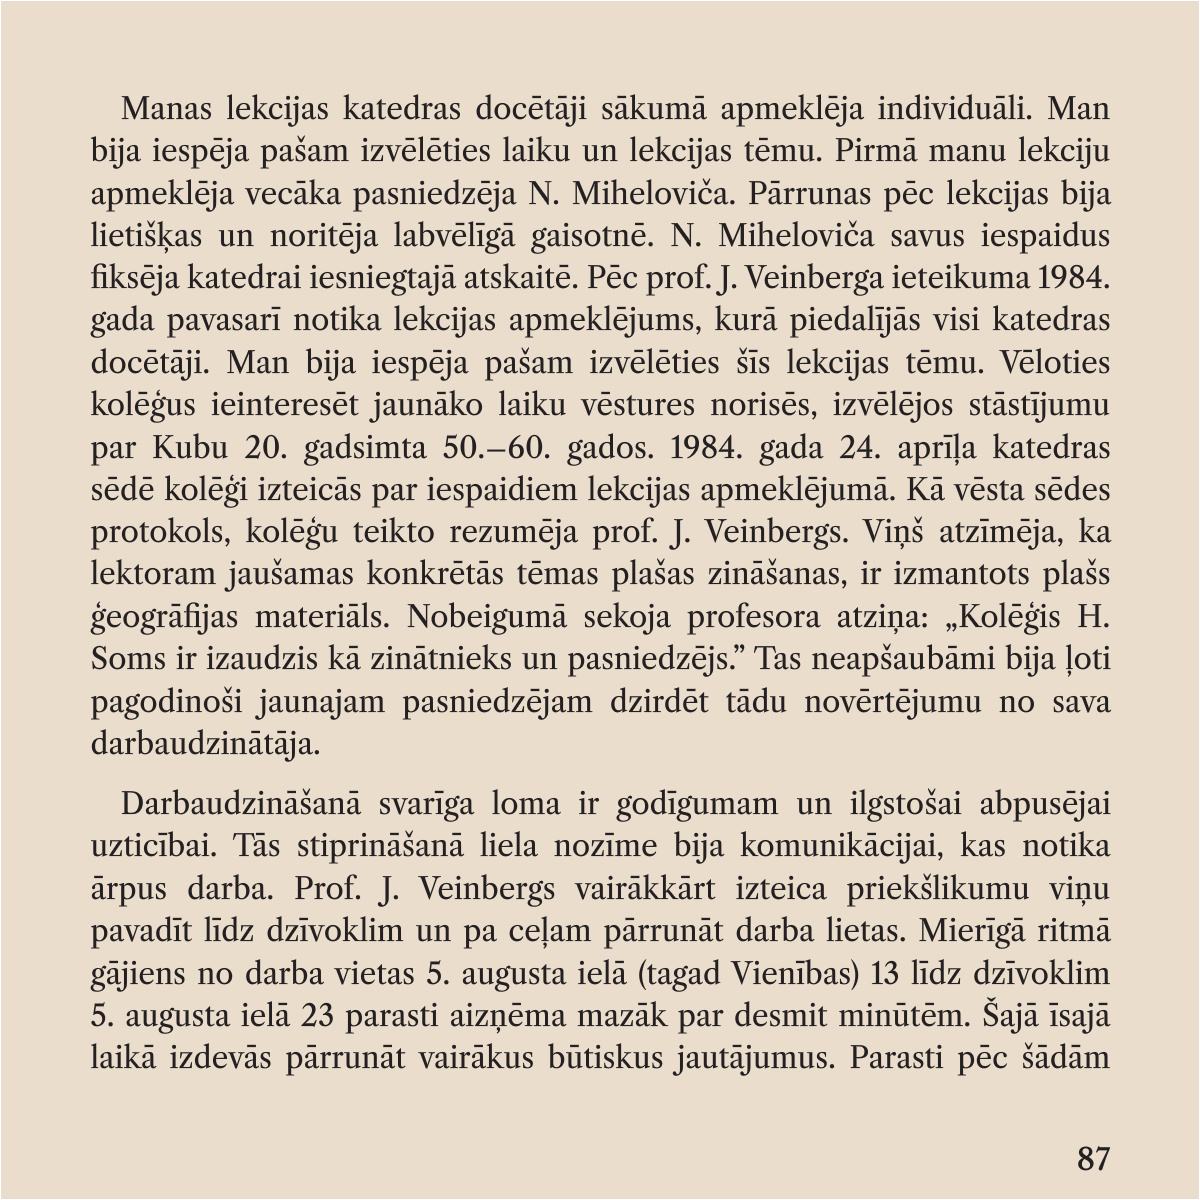 Manas lekcijas katedras docētāji sākumā apmeklēja individuāli. Man
bija iespēja pašam izvēlēties laiku un lekcijas tēmu. Pirmā manu lekciju
apmeklēja vecāka pasniedzēja N. Miheloviča. Pārrunas pēc lekcijas bija
lietišķas un noritēja labvēlīgā gaisotnē. N. Miheloviča savus iespaidus
fiksēja katedrai iesniegtajā atskaitē. Pēc prof. J. Veinberga ieteikuma 1984.
gada pavasarī notika lekcijas apmeklējums, kurā piedalījās visi katedras
docētāji. Man bija iespēja pašam izvēlēties šīs lekcijas tēmu. Vēloties
kolēģus ieinteresēt jaunāko laiku vēstures norisēs, izvēlējos stāstījumu
par Kubu 20. gadsimta 50.–60. gados. 1984. gada 24. aprīļa katedras
sēdē kolēģi izteicās par iespaidiem lekcijas apmeklējumā. Kā vēsta sēdes
protokols, kolēģu teikto rezumēja prof. J. Veinbergs. Viņš atzīmēja, ka
lektoram jaušamas konkrētās tēmas plašas zināšanas, ir izmantots plašs
ģeogrāfijas materiāls. Nobeigumā sekoja profesora atziņa: „Kolēģis H.
Soms ir izaudzis kā zinātnieks un pasniedzējs.” Tas neapšaubāmi bija ļoti
pagodinoši jaunajam pasniedzējam dzirdēt tādu novērtējumu no sava
darbaudzinātāja.
Darbaudzināšanā svarīga loma ir godīgumam un ilgstošai abpusējai
uzticībai. Tās stiprināšanā liela nozīme bija komunikācijai, kas notika
ārpus darba. Prof. J. Veinbergs vairākkārt izteica priekšlikumu viņu
pavadīt līdz dzīvoklim un pa ceļam pārrunāt darba lietas. Mierīgā ritmā
gājiens no darba vietas 5. augusta ielā (tagad Vienības) 13 līdz dzīvoklim
5. augusta ielā 23 parasti aizņēma mazāk par desmit minūtēm. Šajā īsajā
laikā izdevās pārrunāt vairākus būtiskus jautājumus. Parasti pēc šādām
87